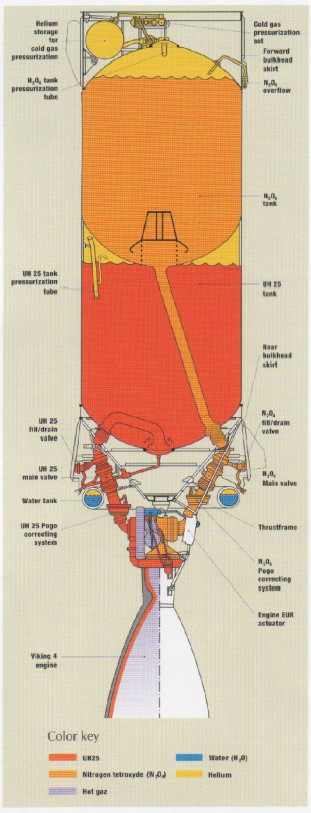 Helium
storage
for
cold gas
pressurization
N₂O₄ tank
pressurization
tube
Cold gas
pressurization
set
Forward
bulkhead
skirt
N₂O₄
overflow
N₂O₄
tank
UH 25 tank
pressurization
tube
UH 25
tank
Rear
bulkhead
skirt
UH 25
fill/drain
valve
N₂O₄
fill/drain
valve
UH 25
main valve
N₂O₄
Main valve
Water tank
Thrustframe
UH 25 Pogo
correcting
system
N₂O₄
Pogo
correcting
system
Engine EUR
actuator
Viking 4
engine
Color key
UH25
Water (H₂O)
Nitrogen tetroxyde (N₂O₄)
Helium
Hot gaz